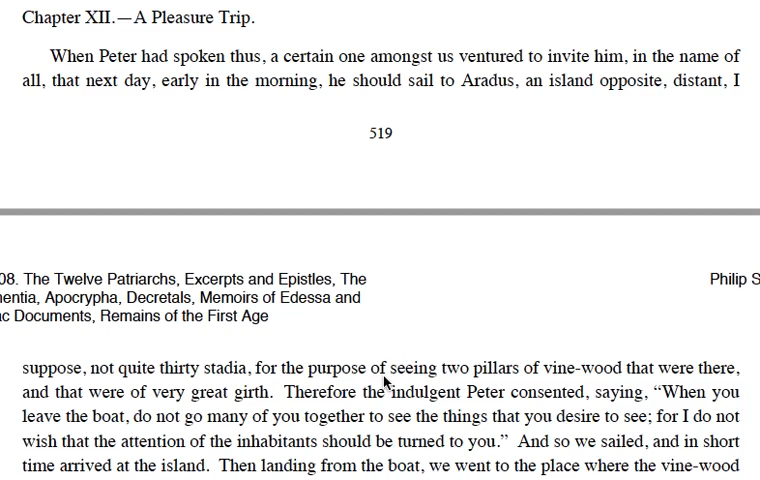 Chapter XII.—A Pleasure Trip.
When Peter had spoken thus, a certain one amongst us ventured to invite him, in the name of
all, that next day, early in the morning, he should sail to Aradus, an island opposite, distant, I
519
08. The Twelve Patriarchs, Excerpts and Epistles, The
Philip S
mentia, Apocrypha, Decretals, Memoirs of Edessa and
ac Documents, Remains of the First Age
suppose, not quite thirty stadia, for the purpose of seeing two pillars of vine-wood that were there,
and that were of very great girth. Therefore the indulgent Peter consented, saying, “When you
leave the boat, do not go many of you together to see the things that you desire to see; for I do not
wish that the attention of the inhabitants should be turned to you.” And so we sailed, and in short
time arrived at the island. Then landing from the boat, we went to the place where the vine-wood